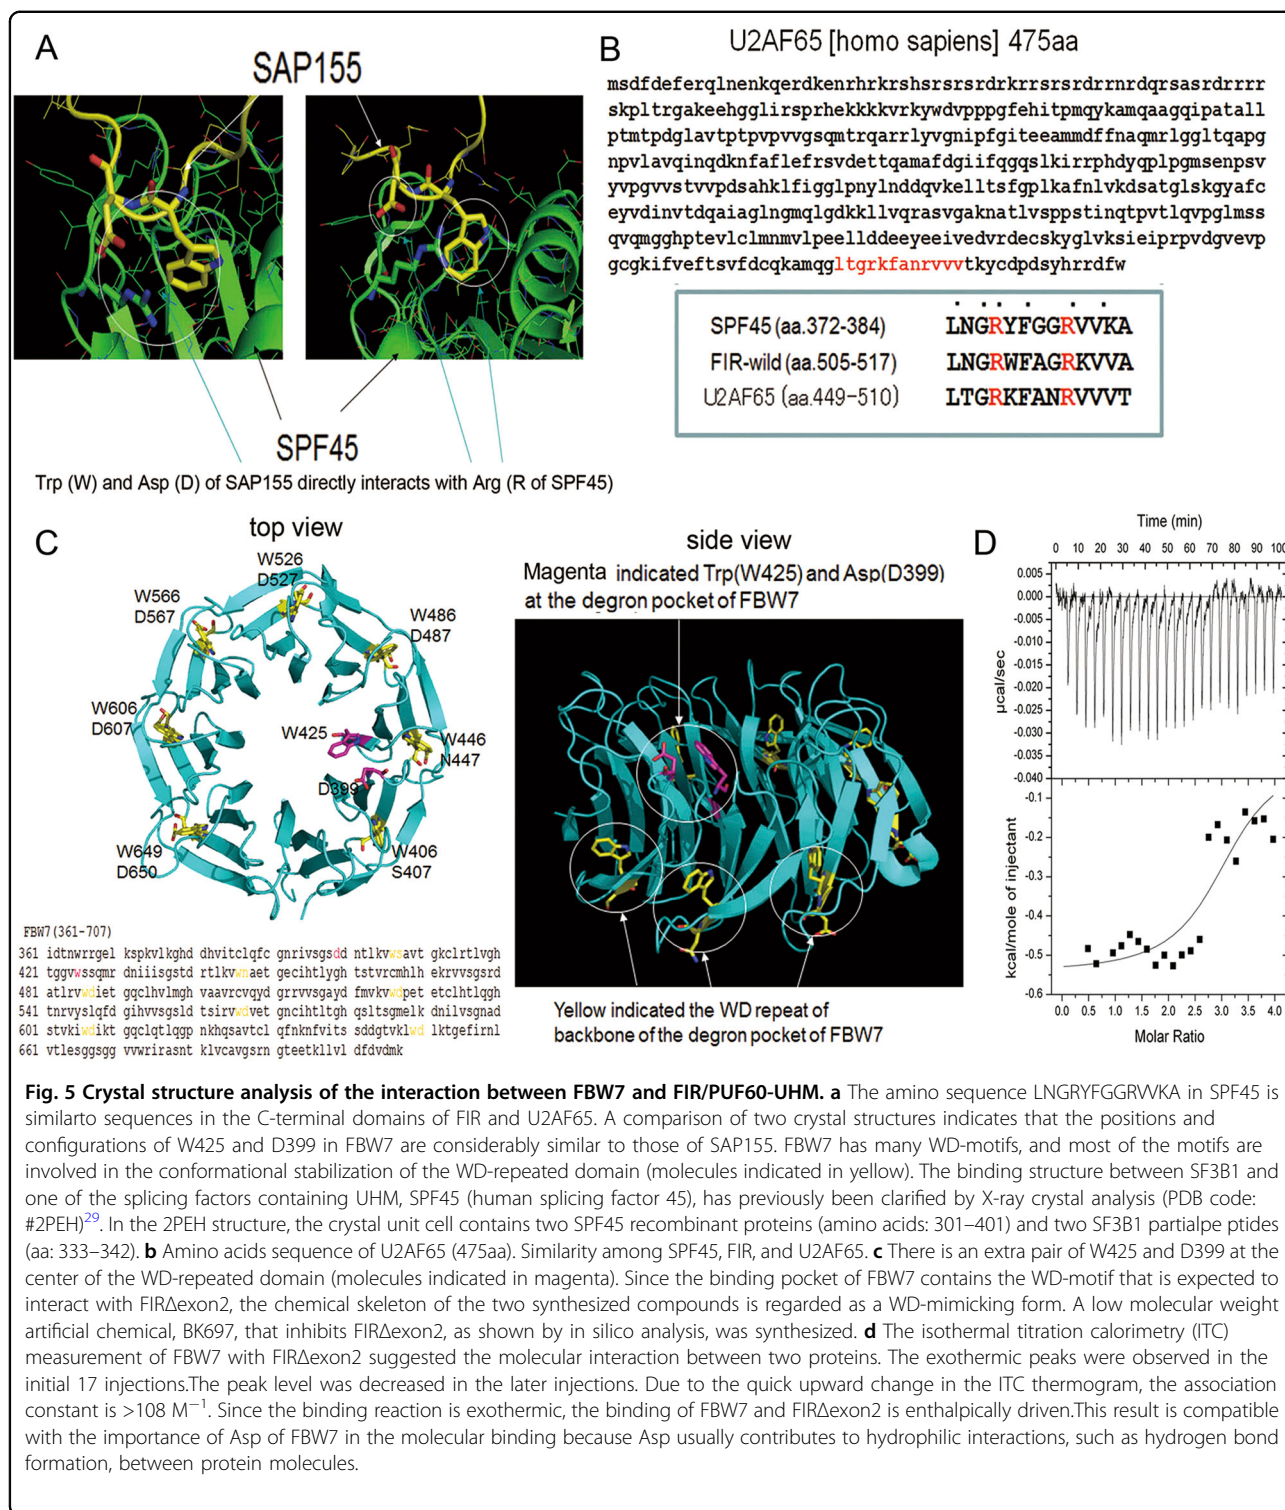 A
SAP155
SPF45
Trp (W) and Asp (D) of SAP155 directly interacts with Arg (R of SPF45)
B
U2AF65 [homo sapiens] 475aa
msdfdeferqlnenkqerdkenrhrkrshsrsrsrdrkrrsrsrdrrnrdqrsasrdrrrr
skpltrgakeehgglirsprhekkkkvrkywdvpppgfehitpmqykamqaagqipatall
ptmtpdglavtptpvpvvgsqmtrqarrlyvgnipfgiteeammdffnaqmrlggltqapg
npvlavqinqdknfaflefrsvdettqamafdgiifqgqslkirrphdyqplpgmsenpsv
yvpgvvstvvpdsahklfigglpnylnddqvkelltsfgplkafnlvkdsatglskgyafc
eyvdinvtdqaiaglngmqlgdkkllvqrasvgaknatlvsppstinqtpvtlqvpglmss
qvqmgghptevlclmnmvlpeelldd​eeyeeivedvrdecskyglvksieiprpvdgvevp
gcgkifveftsvfdcqkamqgltgrkfanrvvvtkycdpdsyhrrdfw
SPF45 (aa.372-384) LNGRYFGGRVVKA
FIR-wild (aa.505-517) LNGRWFAGRKVVA
U2AF65 (aa.449-510) LTGRKFANRVVVT
C
top view
W526
D527
W566
D567
W486
D487
W606
D607
W425
W446
N447
D399
W649
D650
W406
S407
FBW7(361-707)
361 idtnwrrgel kspkvlkghd dhvitclqfc gnrivsgsdd ntlkvwsavt gkclrtlvgh
421 tggvwssqmr dniiisgstd rtlkvwnaet gecihtlygh tstvrcmhlh ekrvvsgsrd
481 atlrvwdiet gqclhvlmgh vaavrcvqyd grrvvsgayd fmvkvwdpet etclhtlqgh
541 tnrvyslqfd gihvvsgsld tsirvwdvet gncihtltgh qsltsgmelk dnilvsgnad
601 stvkiwdikt gqclqtlqgp nkhqsavtcl qfnknfvits sddgtvklwd lktgefirnl
661 vtlesggsgg vvwrirasnt klvcavgsrn gteetkllvl dfdvdmk
side view
Magenta indicated Trp(W425) and Asp(D399)
at the degron pocket of FBW7
Yellow indicated the WD repeat of
backbone of the degron pocket of FBW7
D
Time (min)
0 10 20 30 40 50 60 70 80 90 100
0.005
0.000
-0.005
-0.010
-0.015
-0.020
-0.025
-0.030
-0.035
-0.040
µcal/sec
-0.1
-0.2
-0.3
-0.4
-0.5
-0.6
kcal/mole of injectant
0.0 0.5 1.0 1.5 2.0 2.5 3.0 3.5 4.0
Molar Ratio
Fig. 5 Crystal structure analysis of the interaction between FBW7 and FIR/PUF60-UHM. a The amino sequence LNGRYFGGRVVKA in SPF45 is
similarto sequences in the C-terminal domains of FIR and U2AF65. A comparison of two crystal structures indicates that the positions and
configurations of W425 and D399 in FBW7 are considerably similar to those of SAP155. FBW7 has many WD-motifs, and most of the motifs are
involved in the conformational stabilization of the WD-repeated domain (molecules indicated in yellow). The binding structure between SF3B1 and
one of the splicing factors containing UHM, SPF45 (human splicing factor 45), has previously been clarified by X-ray crystal analysis (PDB code:
#2PEH)29. In the 2PEH structure, the crystal unit cell contains two SPF45 recombinant proteins (amino acids: 301–401) and two SF3B1 partialpe ptides
(aa: 333–342). b Amino acids sequence of U2AF65 (475aa). Similarity among SPF45, FIR, and U2AF65. c There is an extra pair of W425 and D399 at the
center of the WD-repeated domain (molecules indicated in magenta). Since the binding pocket of FBW7 contains the WD-motif that is expected to
interact with FIRΔexon2, the chemical skeleton of the two synthesized compounds is regarded as a WD-mimicking form. A low molecular weight
artificial chemical, BK697, that inhibits FIRΔexon2, as shown by in silico analysis, was synthesized. d The isothermal titration calorimetry (ITC)
measurement of FBW7 with FIRΔexon2 suggested the molecular interaction between two proteins. The exothermic peaks were observed in the
initial 17 injections.The peak level was decreased in the later injections. Due to the quick upward change in the ITC thermogram, the association
constant is >108 M−1. Since the binding reaction is exothermic, the binding of FBW7 and FIRΔexon2 is enthalpically driven.This result is compatible
with the importance of Asp of FBW7 in the molecular binding because Asp usually contributes to hydrophilic interactions, such as hydrogen bond
formation, between protein molecules.